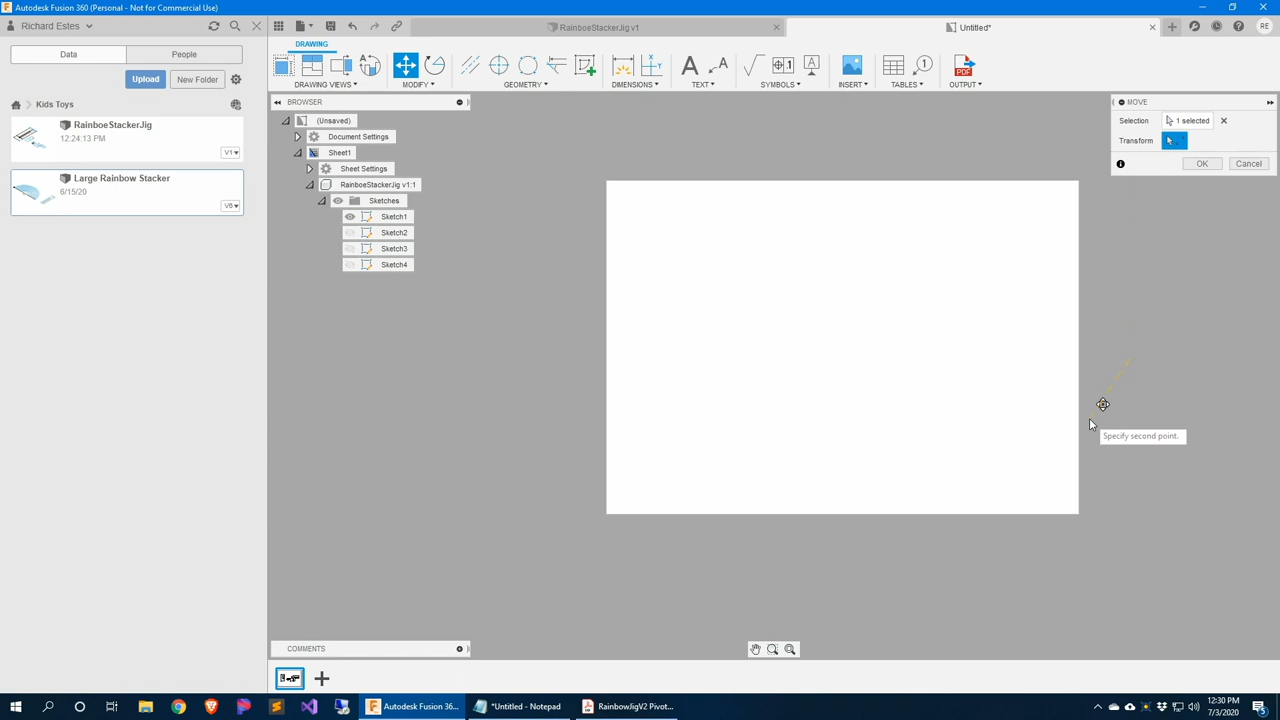 Autodesk Fusion 360 (Personal - Not for Commercial Use)
Richard Estes
RainboeStackerJig v1
Untitled*
RE
Data
People
DRAWING
Upload
New Folder
DRAWING VIEWS
MODIFY
GEOMETRY
DIMENSIONS
TEXT
SYMBOLS
INSERT
TABLES
OUTPUT
PDF
Kids Toys
BROWSER
MOVE
RainboeStackerJig
12:24:13 PM
V1
(Unsaved)
Selection
1 selected
Document Settings
Transform
Sheet1
OK
Cancel
Sheet Settings
Large Rainbow Stacker
6/15/20
V6
RainboeStackerJig v1:1
Sketches
Sketch1
Sketch2
Sketch3
Sketch4
Specify second point.
COMMENTS
Autodesk Fusion 36...
*Untitled - Notepad
RainbowJigV2 Pivot...
12:30 PM
7/3/2020
5